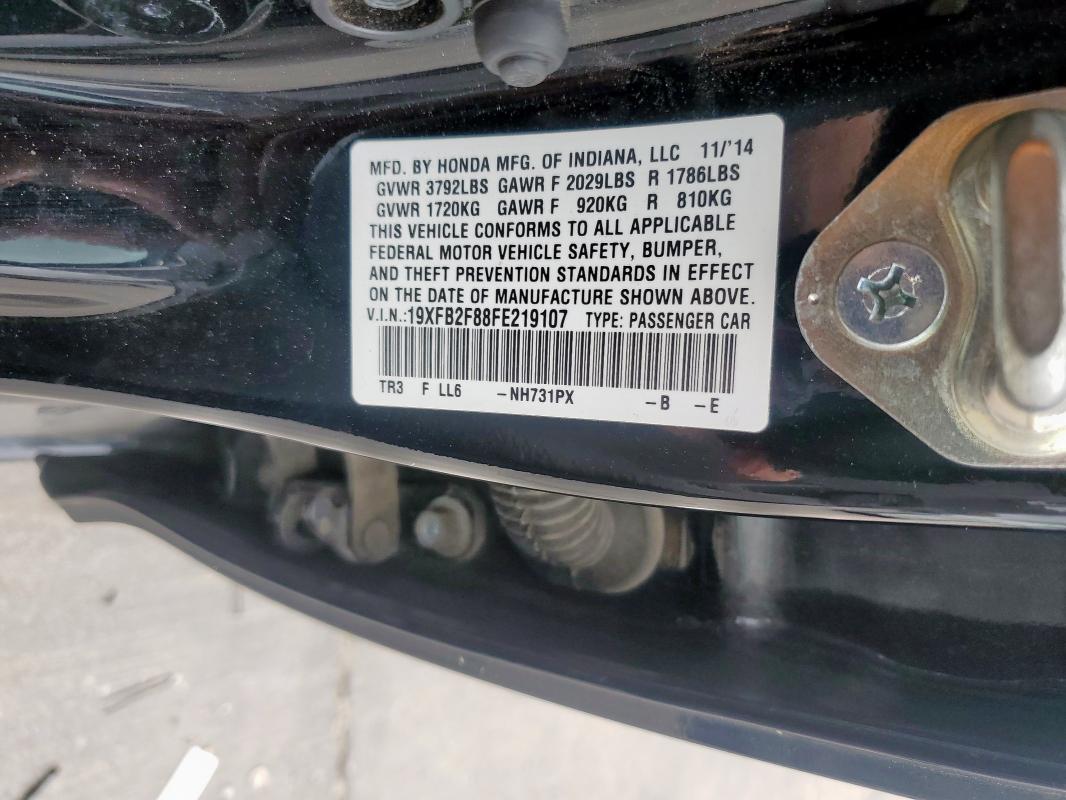 MFD. BY HONDA MFG. OF INDIANA, LLC 11/'14
GVWR 3792LBS GAWR F 2029LBS R 1786LBS
GVWR 1720KG GAWR F 920KG R 810KG
THIS VEHICLE CONFORMS TO ALL APPLICABLE
FEDERAL MOTOR VEHICLE SAFETY, BUMPER,
AND THEFT PREVENTION STANDARDS IN EFFECT
ON THE DATE OF MANUFACTURE SHOWN ABOVE.
V.I.N.:19XFB2F88FE219107 TYPE: PASSENGER CAR
TR3 F LL6 -NH731PX -B -E